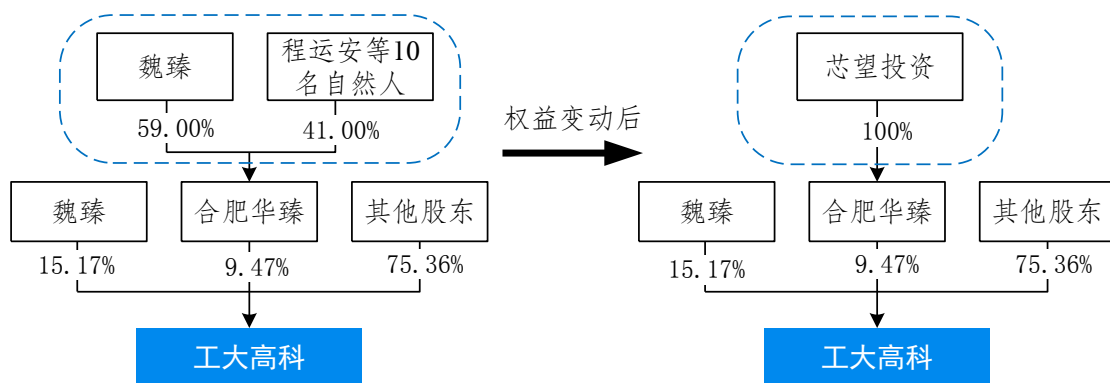 魏臻
程运安等10
名自然人
59.00%
41.00%
魏臻
合肥华臻
其他股东
15.17%
9.47%
75.36%
工大高科
权益变动后
芯望投资
100%
魏臻
合肥华臻
其他股东
15.17%
9.47%
75.36%
工大高科